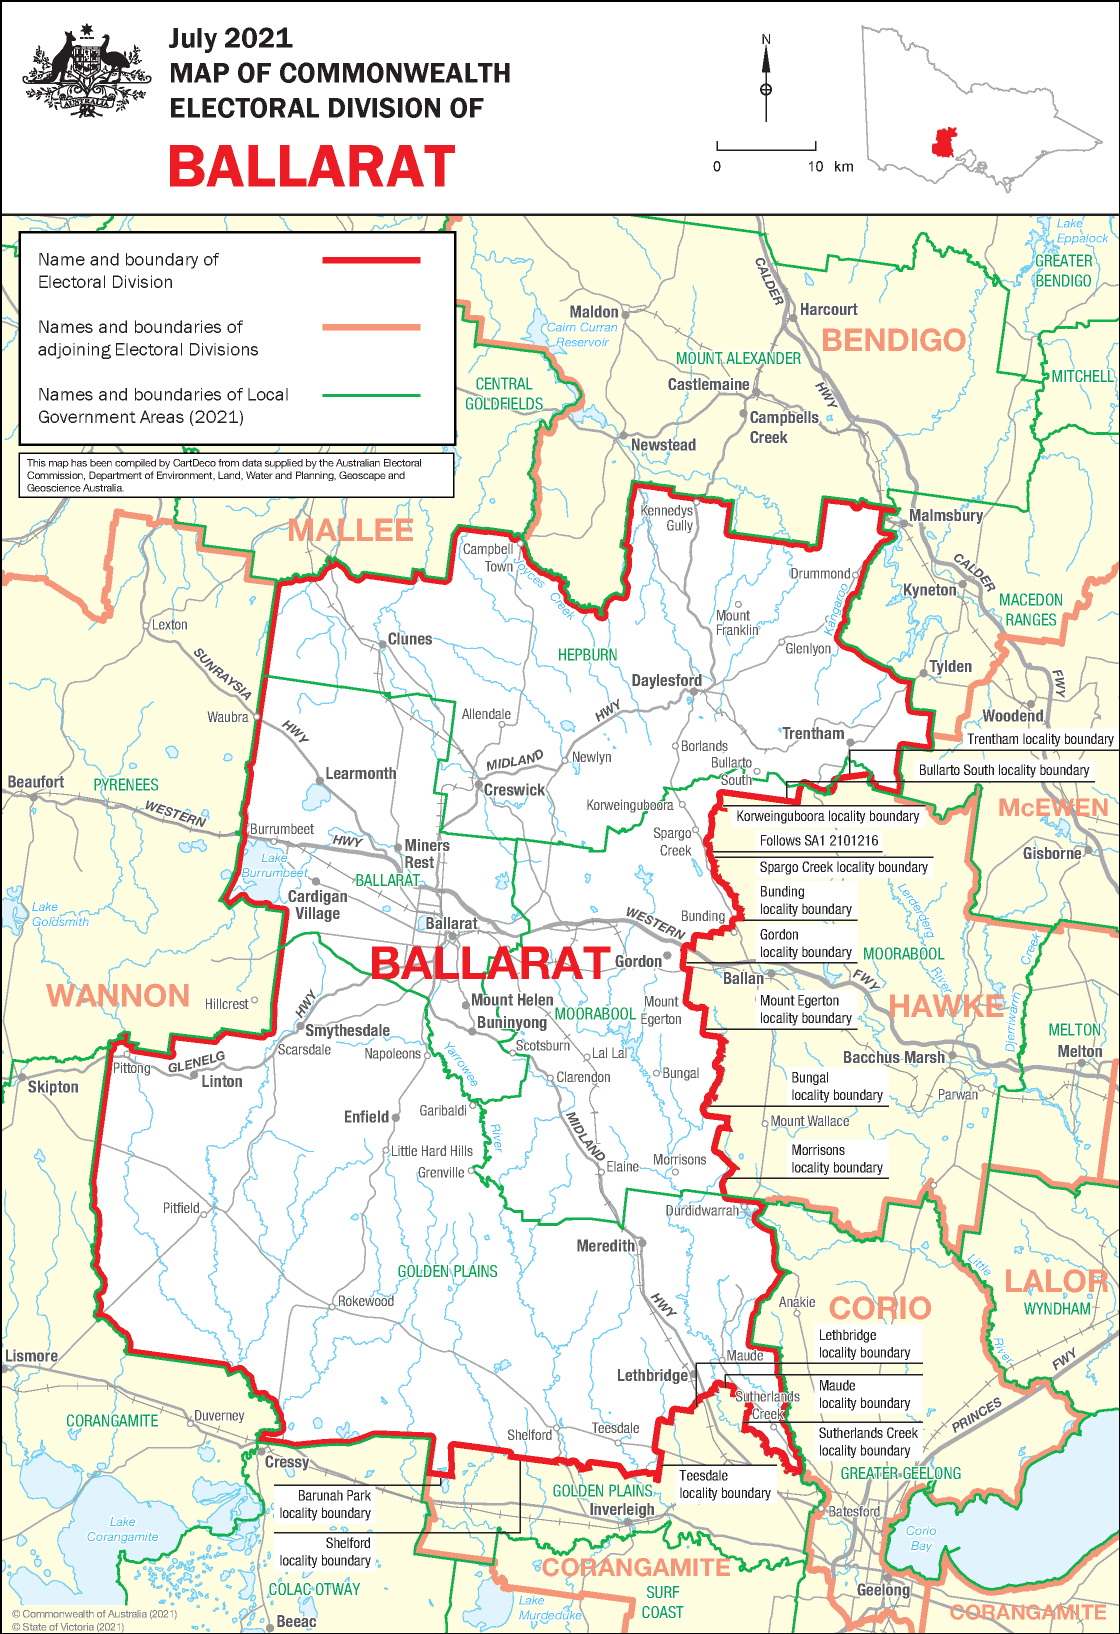 July 2021
MAP OF COMMONWEALTH
ELECTORAL DIVISION OF
BALLARAT
AUSTRALIA
N
0 10 km
Name and boundary of
Electoral Division
Names and boundaries of
adjoining Electoral Divisions
Names and boundaries of Local
Government Areas (2021)
This map has been compiled by CartDeco from data supplied by the Australian Electoral
Commission, Department of Environment, Land, Water and Planning, Geoscape and
Geoscience Australia.
Lake
Eppalock
GREATER
BENDIGO
CALDER
HWY
Harcourt
Maldon
Cairn Curran
Reservoir
BENDIGO
MOUNT ALEXANDER
MITCHELL
CENTRAL
GOLDFIELDS
Castlemaine
Campbells
Creek
Newstead
MALLEE
Kennedys
Gully
Malmsbury
Campbell
Town
Joyces Creek
Drummond
Kangaroo
CALDER
FWY
Kyneton
MACEDON
RANGES
Lexton
Mount
Franklin
Clunes
Glenlyon
HEPBURN
Tylden
SUNRAYSIA
HWY
Daylesford
Woodend
Waubra
Allendale
HWY
Trentham
Trentham locality boundary
MIDLAND
Newlyn
Borlands
Bullarto
South
Bullarto South locality boundary
Beaufort
PYRENEES
Learmonth
Creswick
Korweinguboora
McEWEN
WESTERN
HWY
Korweinguboora locality boundary
Burrumbeet
Miners
Rest
Spargo
Creek
Follows SA1 2101216
Gisborne
Lake
Burrumbeet
BALLARAT
Spargo Creek locality boundary
Cardigan
Village
Bunding
locality boundary
Lake
Goldsmith
Ballarat
Bunding
WESTERN
FWY
Lerderderg
River
Gordon
locality boundary
BALLARAT
Gordon
MOORABOOL
Creek
Djerriwarrh
Ballan
WANNON
Hillcrest
HWY
Mount Helen
Buninyong
MOORABOOL
Mount
Egerton
Mount Egerton
locality boundary
HAWKE
MELTON
Smythesdale
Scarsdale
Napoleons
Yarrowee
River
Scotsburn
Lal Lal
Bacchus Marsh
Melton
Pittong
GLENELG
Linton
Skipton
Clarendon
Bungal
Bungal
locality boundary
Parwan
Enfield
Garibaldi
MIDLAND
HWY
Mount Wallace
Little Hard Hills
Grenville
Elaine
Morrisons
Morrisons
locality boundary
Pitfield
Durdidwarrah
Meredith
GOLDEN PLAINS
Little
River
LALOR
WYNDHAM
Rokewood
Anakie
CORIO
Lismore
Lethbridge
locality boundary
Maude
FWY
PRINCES
Lethbridge
Maude
locality boundary
Sutherlands
Creek
CORANGAMITE
Duverney
Shelford
Teesdale
Sutherlands Creek
locality boundary
Cressy
Teesdale
locality boundary
GREATER GEELONG
Barunah Park
locality boundary
GOLDEN PLAINS
Inverleigh
Batesford
Lake
Corangamite
Shelford
locality boundary
Corio
Bay
CORANGAMITE
COLAC OTWAY
SURF
COAST
Geelong
Lake
Murdeduke
CORANGAMITE
Beeac
© Commonwealth of Australia (2021)
© State of Victoria (2021)